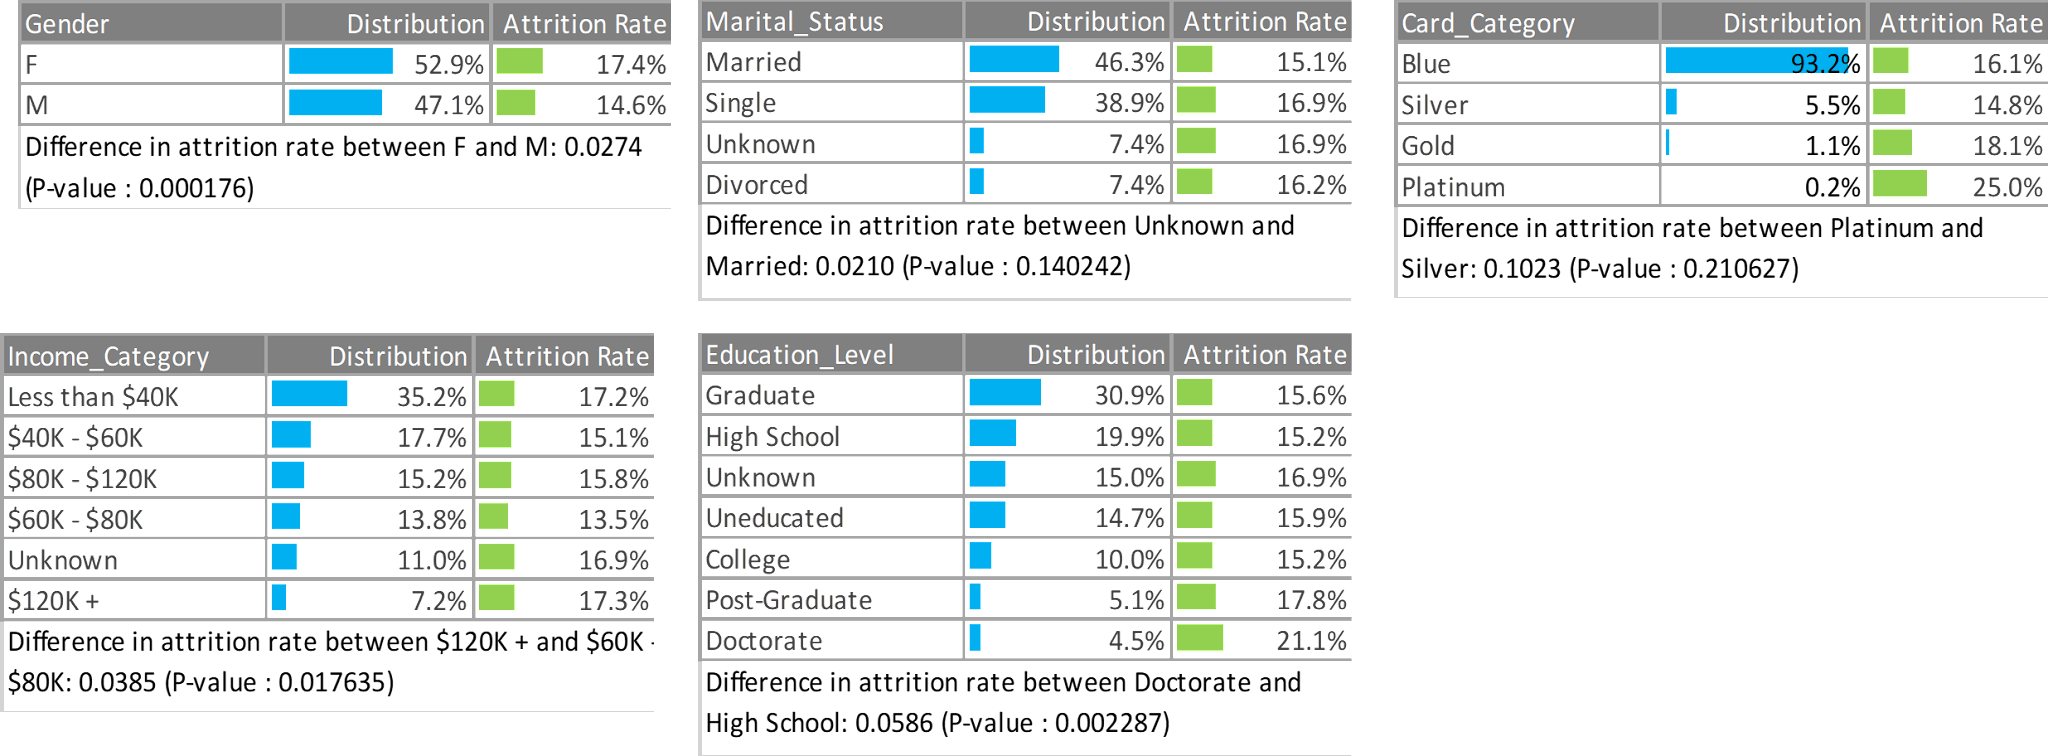 Gender Distribution Attrition Rate
F 52.9% 17.4%
M 47.1% 14.6%
Difference in attrition rate between F and M: 0.0274
(P-value : 0.000176)
Marital_Status Distribution Attrition Rate
Married 46.3% 15.1%
Single 38.9% 16.9%
Unknown 7.4% 16.9%
Divorced 7.4% 16.2%
Difference in attrition rate between Unknown and
Married: 0.0210 (P-value : 0.140242)
Card_Category Distribution Attrition Rate
Blue 93.2% 16.1%
Silver 5.5% 14.8%
Gold 1.1% 18.1%
Platinum 0.2% 25.0%
Difference in attrition rate between Platinum and
Silver: 0.1023 (P-value : 0.210627)
Income_Category Distribution Attrition Rate
Less than $40K 35.2% 17.2%
$40K - $60K 17.7% 15.1%
$80K - $120K 15.2% 15.8%
$60K - $80K 13.8% 13.5%
Unknown 11.0% 16.9%
$120K + 7.2% 17.3%
Difference in attrition rate between $120K + and $60K -
$80K: 0.0385 (P-value : 0.017635)
Education_Level Distribution Attrition Rate
Graduate 30.9% 15.6%
High School 19.9% 15.2%
Unknown 15.0% 16.9%
Uneducated 14.7% 15.9%
College 10.0% 15.2%
Post-Graduate 5.1% 17.8%
Doctorate 4.5% 21.1%
Difference in attrition rate between Doctorate and
High School: 0.0586 (P-value : 0.002287)